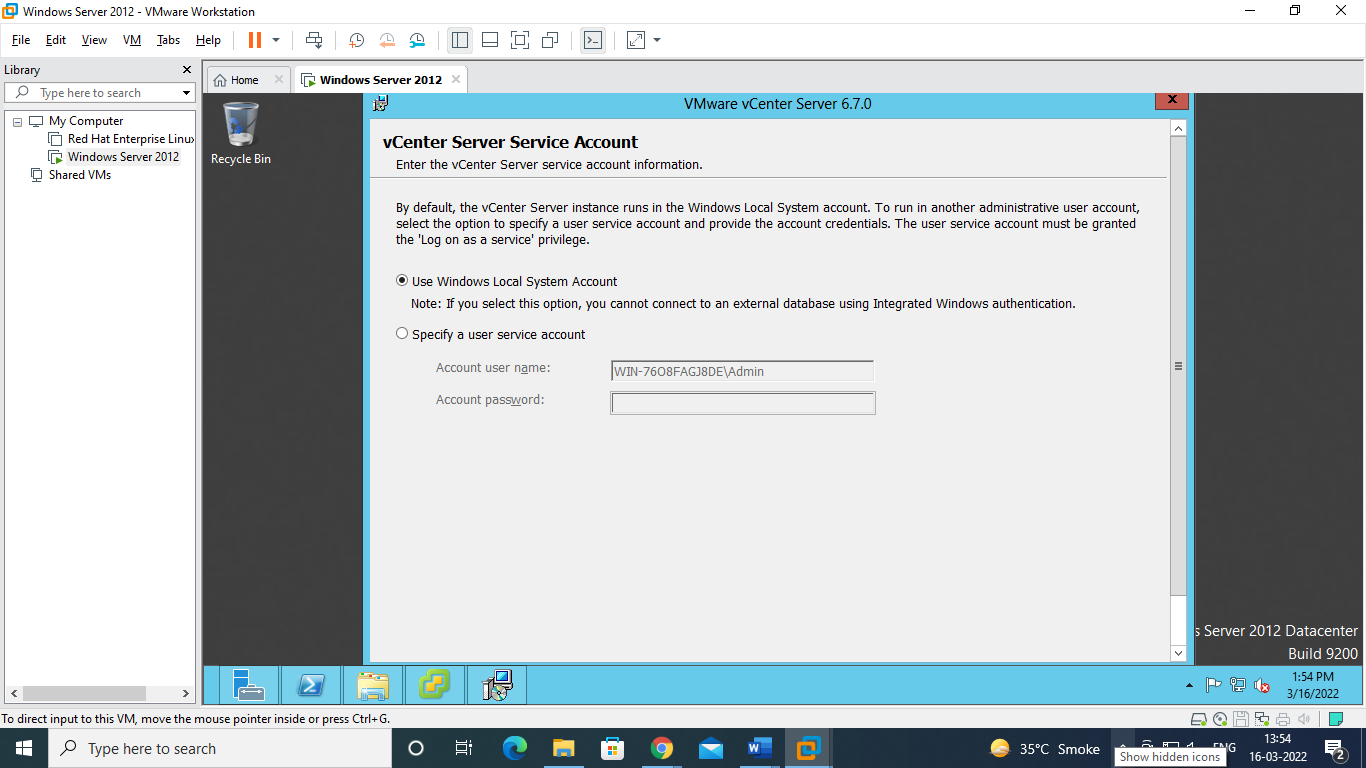 Windows Server 2012 - VMware Workstation
File Edit View VM Tabs Help
Library
Type here to search
My Computer
Red Hat Enterprise Linux
Windows Server 2012
Shared VMs
Home
Windows Server 2012
Recycle Bin
VMware vCenter Server 6.7.0
vCenter Server Service Account
Enter the vCenter Server service account information.
By default, the vCenter Server instance runs in the Windows Local System account. To run in another administrative user account,
select the option to specify a user service account and provide the account credentials. The user service account must be granted
the 'Log on as a service' privilege.
Use Windows Local System Account
Note: If you select this option, you cannot connect to an external database using Integrated Windows authentication.
Specify a user service account
Account user name:
WIN-76O8FAGJ8DE\Admin
Account password:
s Server 2012 Datacenter
Build 9200
1:54 PM
3/16/2022
To direct input to this VM, move the mouse pointer inside or press Ctrl+G.
Type here to search
35°C Smoke
ENG
13:54
16-03-2022
2
Show hidden icons